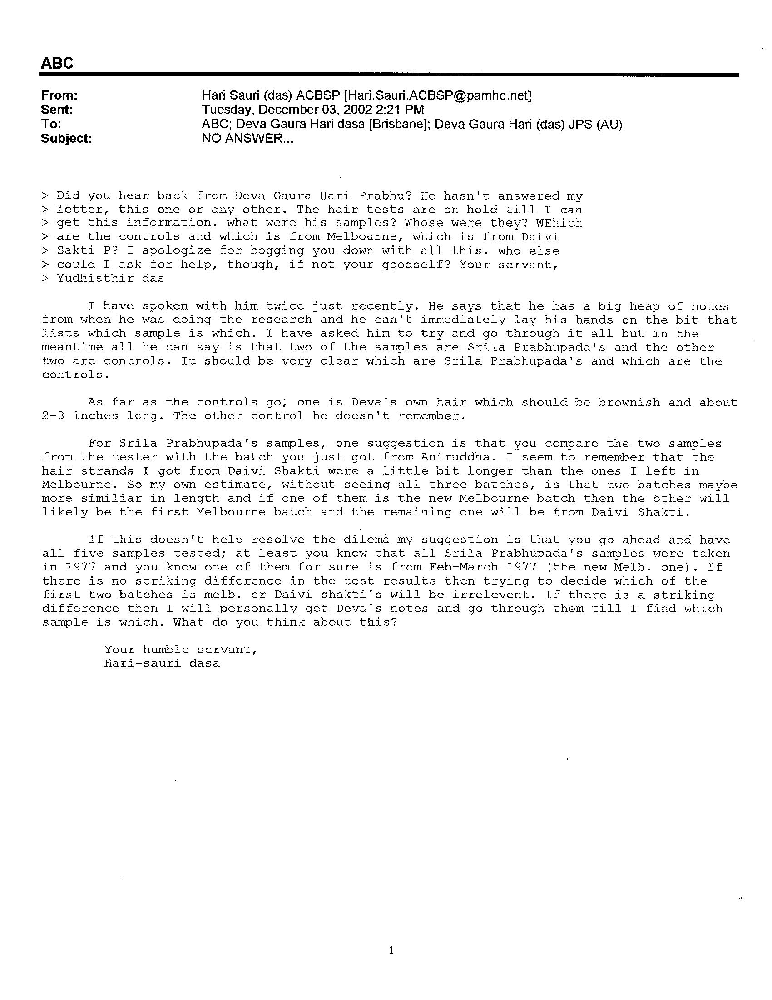 ABC
From: Hari Sauri (das) ACBSP [Hari.Sauri.ACBSP@pamho.net]
Sent: Tuesday, December 03, 2002 2:21 PM
To: ABC; Deva Gaura Hari dasa [Brisbane]; Deva Gaura Hari (das) JPS (AU)
Subject: NO ANSWER...
> Did you hear back from Deva Gaura Hari Prabhu? He hasn't answered my
> letter, this one or any other. The hair tests are on hold till I can
> get this information. what were his samples? Whose were they? WEhich
> are the controls and which is from Melbourne, which is from Daivi
> Sakti P? I apologize for bogging you down with all this. who else
> could I ask for help, though, if not your goodself? Your servant,
> Yudhisthir das
I have spoken with him twice just recently. He says that he has a big heap of notes
from when he was doing the research and he can't immediately lay his hands on the bit that
lists which sample is which. I have asked him to try and go through it all but in the
meantime all he can say is that two of the samples are Srila Prabhupada's and the other
two are controls. It should be very clear which are Srila Prabhupada's and which are the
controls.
As far as the controls go; one is Deva's own hair which should be brownish and about
2-3 inches long. The other control he doesn't remember.
For Srila Prabhupada's samples, one suggestion is that you compare the two samples
from the tester with the batch you just got from Aniruddha. I seem to remember that the
hair strands I got from Daivi Shakti were a little bit longer than the ones I left in
Melbourne. So my own estimate, without seeing all three batches, is that two batches maybe
more similiar in length and if one of them is the new Melbourne batch then the other will
likely be the first Melbourne batch and the remaining one will be from Daivi Shakti.
If this doesn't help resolve the dilema my suggestion is that you go ahead and have
all five samples tested; at least you know that all Srila Prabhupada's samples were taken
in 1977 and you know one of them for sure is from Feb-March 1977 (the new Melb. one). If
there is no striking difference in the test results then trying to decide which of the
first two batches is melb. or Daivi shakti's will be irrelevent. If there is a striking
difference then I will personally get Deva's notes and go through them till I find which
sample is which. What do you think about this?
Your humble servant,
Hari-sauri dasa
1